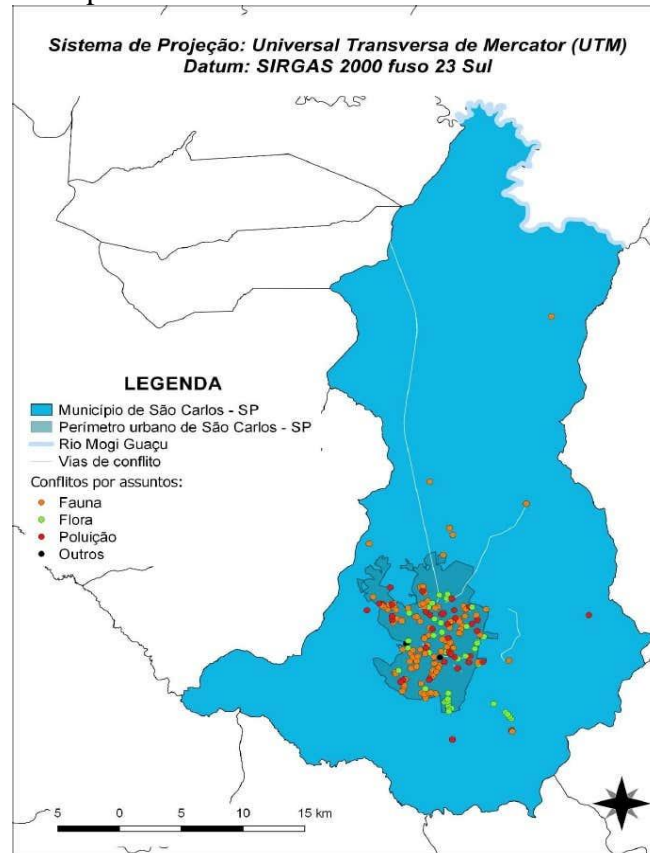 Sistema de Projeção: Universal Transversa de Mercator (UTM)
Datum: SIRGAS 2000 fuso 23 Sul
LEGENDA
Município de São Carlos - SP
Perímetro urbano de São Carlos - SP
Rio Mogi Guaçu
Vias de conflito
Conflitos por assuntos:
Fauna
Flora
Poluição
Outros
5 0 5 10 15 km